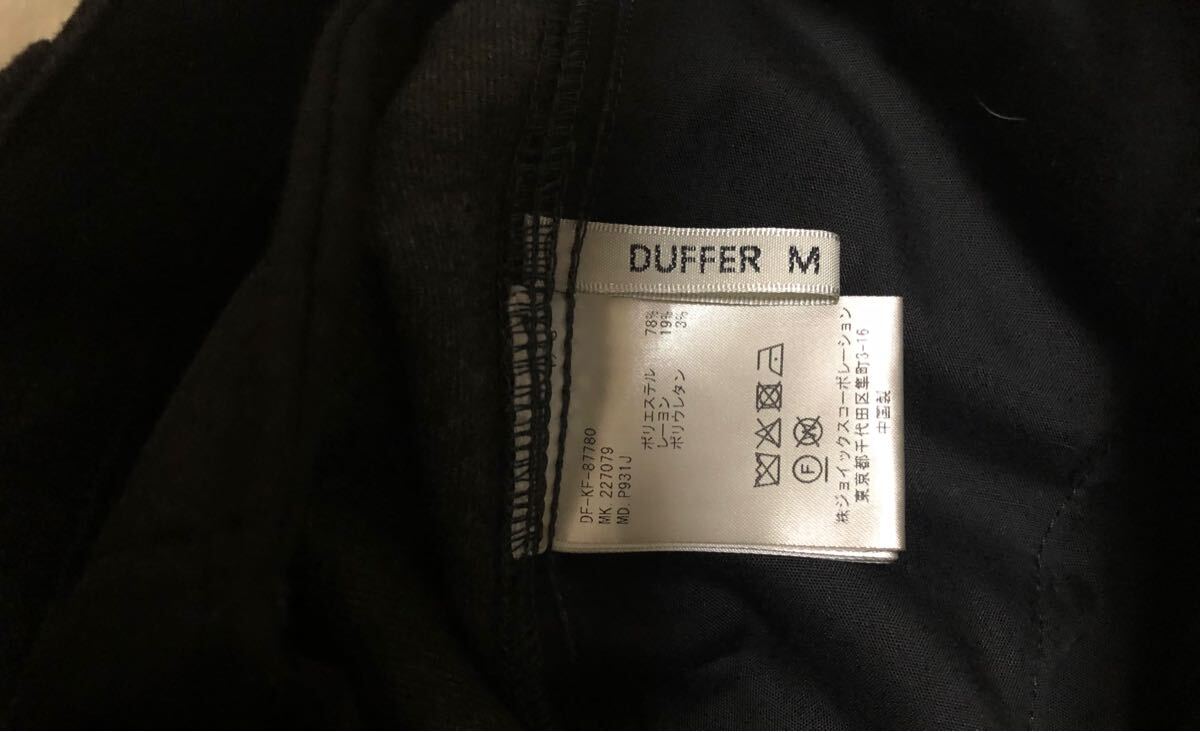 DUFFER M
DF-KF-87780
MK 227079
MD P931J
ポリエステル 78%
レーヨン 19%
ポリウレタン 3%
F W
株ジョイックスコーポレーション
東京都千代田区隼町3-16
中国製